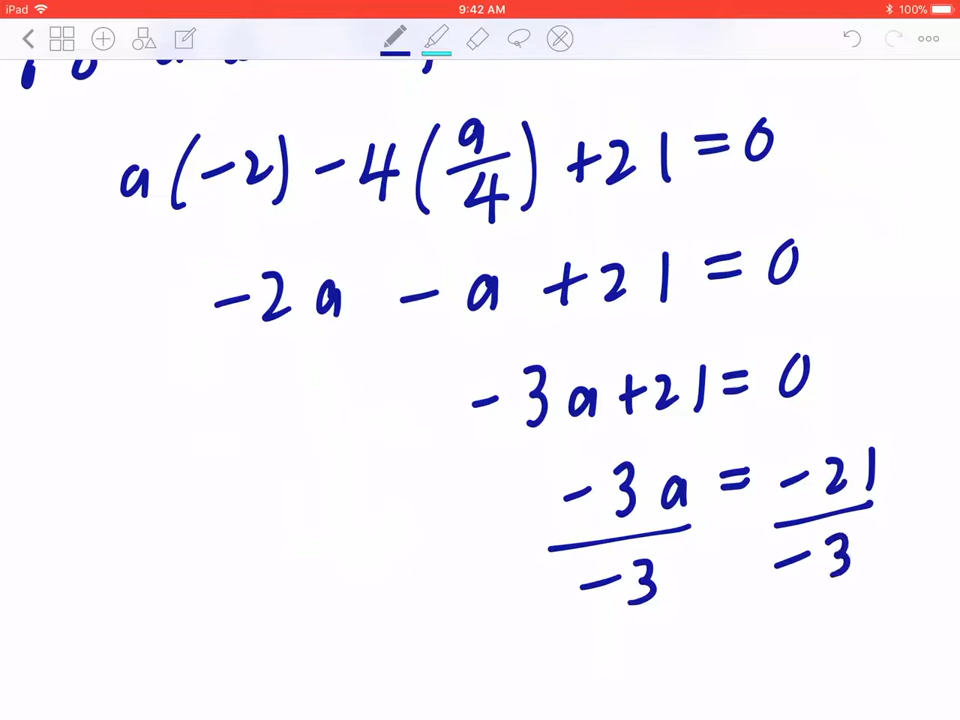 iPad 9:42 AM 100%
a(-2) - 4(a/4) + 21 = 0
-2a - a + 21 = 0
-3a + 21 = 0
-3a = -21
-3 -3